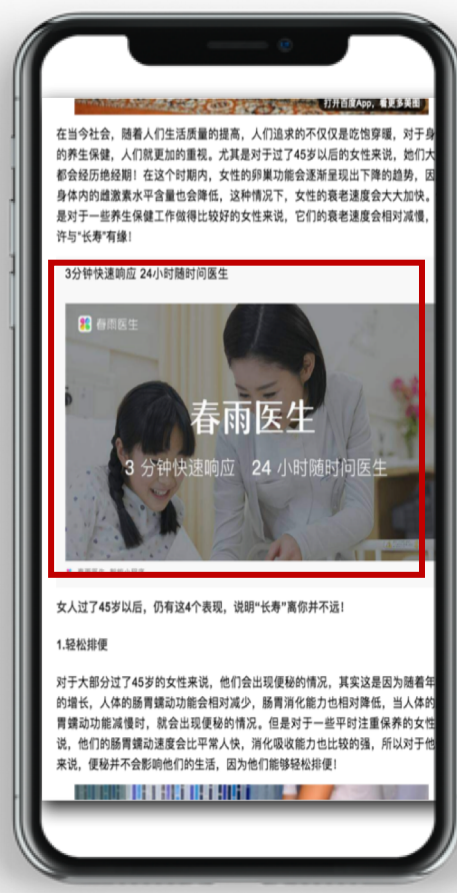 打开百度App，看更多美图
在当今社会，随着人们生活质量的提高，人们追求的不仅仅是吃饱穿暖，对于身
的养生保健，人们就更加的重视。尤其是对于过了45岁以后的女性来说，她们大
都会经历绝经期！在这个时期内，女性的卵巢功能会逐渐呈现出下降的趋势，因
身体内的雌激素水平含量也会降低，这种情况下，女性的衰老速度会大大加快。
是对于一些养生保健工作做得比较好的女性来说，它们的衰老速度会相对减慢，
许与“长寿”有缘！
3分钟快速响应 24小时随时问医生
春雨医生
春雨医生
3 分钟快速响应 24 小时随时问医生
女人过了45岁以后，仍有这4个表现，说明“长寿”离你并不远！
1.轻松排便
对于大部分过了45岁的女性来说，他们会出现便秘的情况，其实这是因为随着年
的增长，人体的肠胃蠕动功能会相对减少，肠胃消化能力也相对降低，当人体的
胃蠕动功能减慢时，就会出现便秘的情况。但是对于一些平时注重保养的女性
说，他们的肠胃蠕动速度会比平常人快，消化吸收能力也比较的强，所以对于他
来说，便秘并不会影响他们的生活，因为他们能够轻松排便！